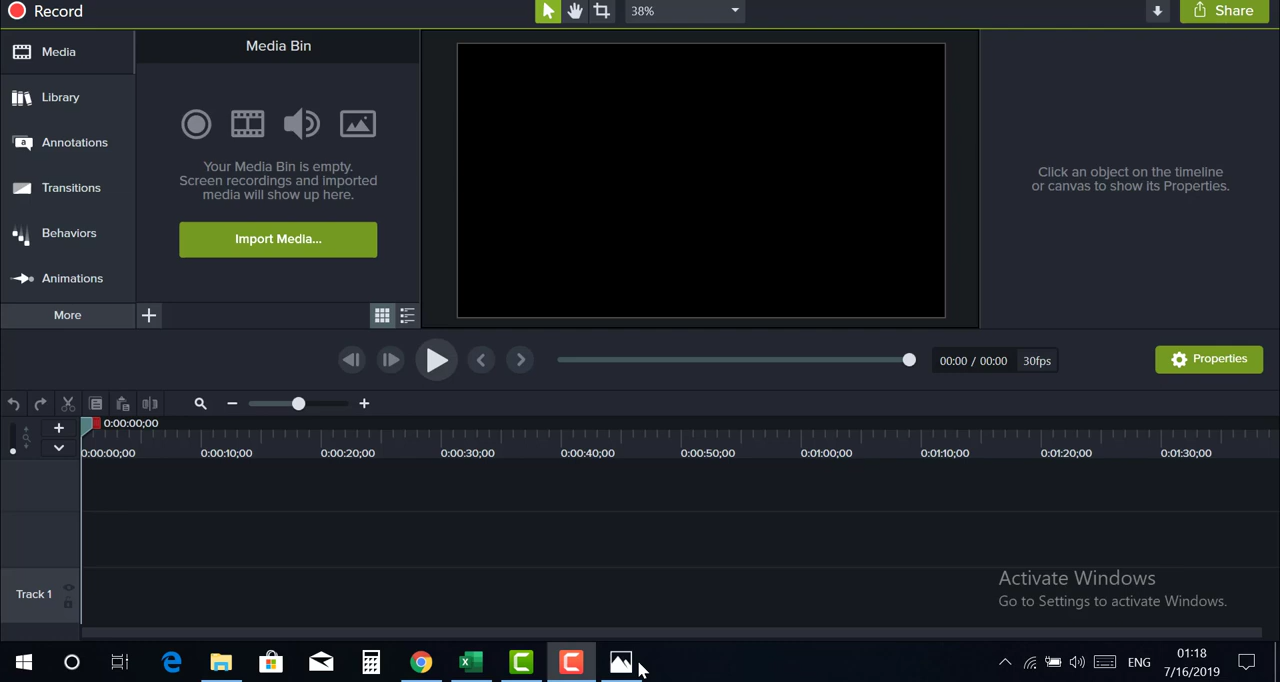 Record
38%
Share
Media
Media Bin
Library
Annotations
Transitions
Behaviors
Animations
More
Your Media Bin is empty.
Screen recordings and imported
media will show up here.
Import Media...
Click an object on the timeline
or canvas to show its Properties.
00:00 / 00:00
30fps
Properties
0:00:00;00
0:00:00;00
0:00:10;00
0:00:20;00
0:00:30;00
0:00:40;00
0:00:50;00
0:01:00;00
0:01:10;00
0:01:20;00
0:01:30;00
Track 1
Activate Windows
Go to Settings to activate Windows.
ENG
01:18
7/16/2019